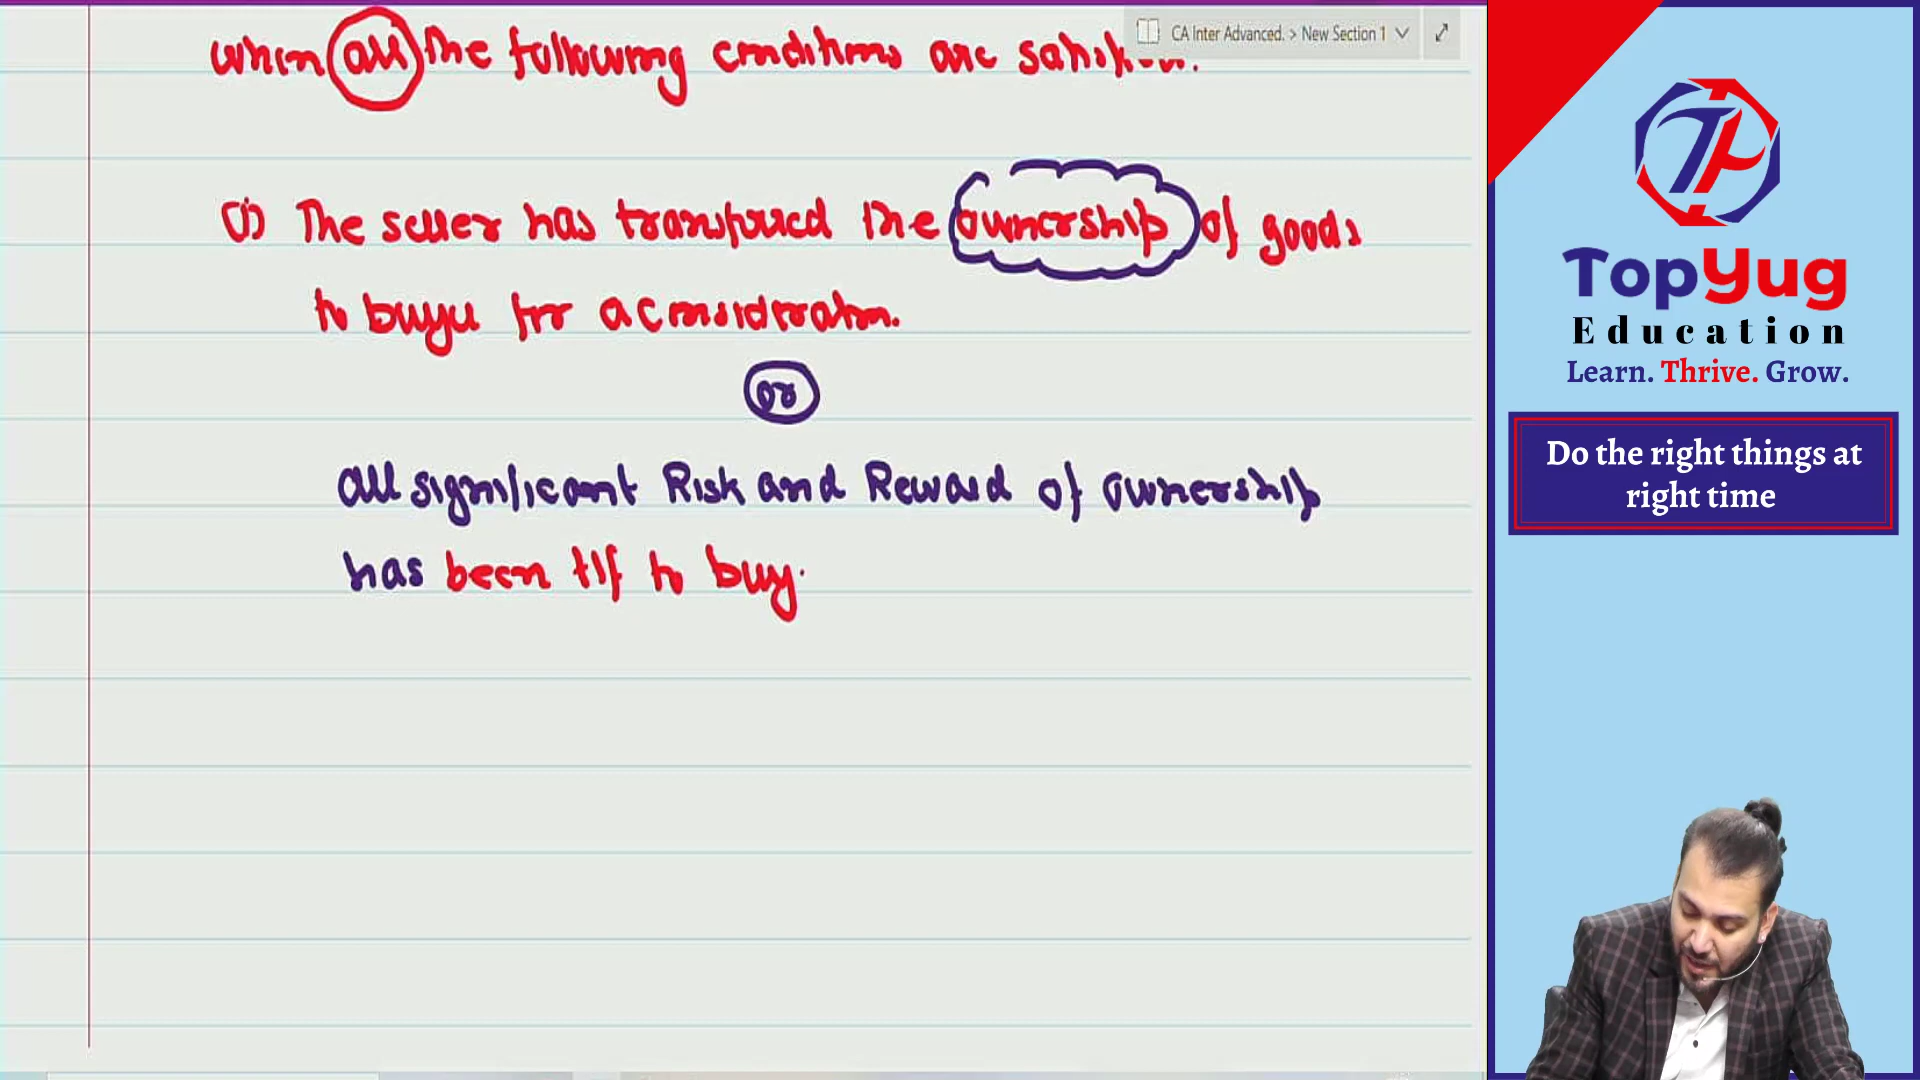 when all the following conditions are
CA Inter Advanced. > New Section 1
(i) The seller has transferred the ownership of goods
to buyer for a consideration.
or
All significant Risk and Reward of ownership
has been t/f to buy.
TopYug
Education
Learn. Thrive. Grow.
Do the right things at
right time